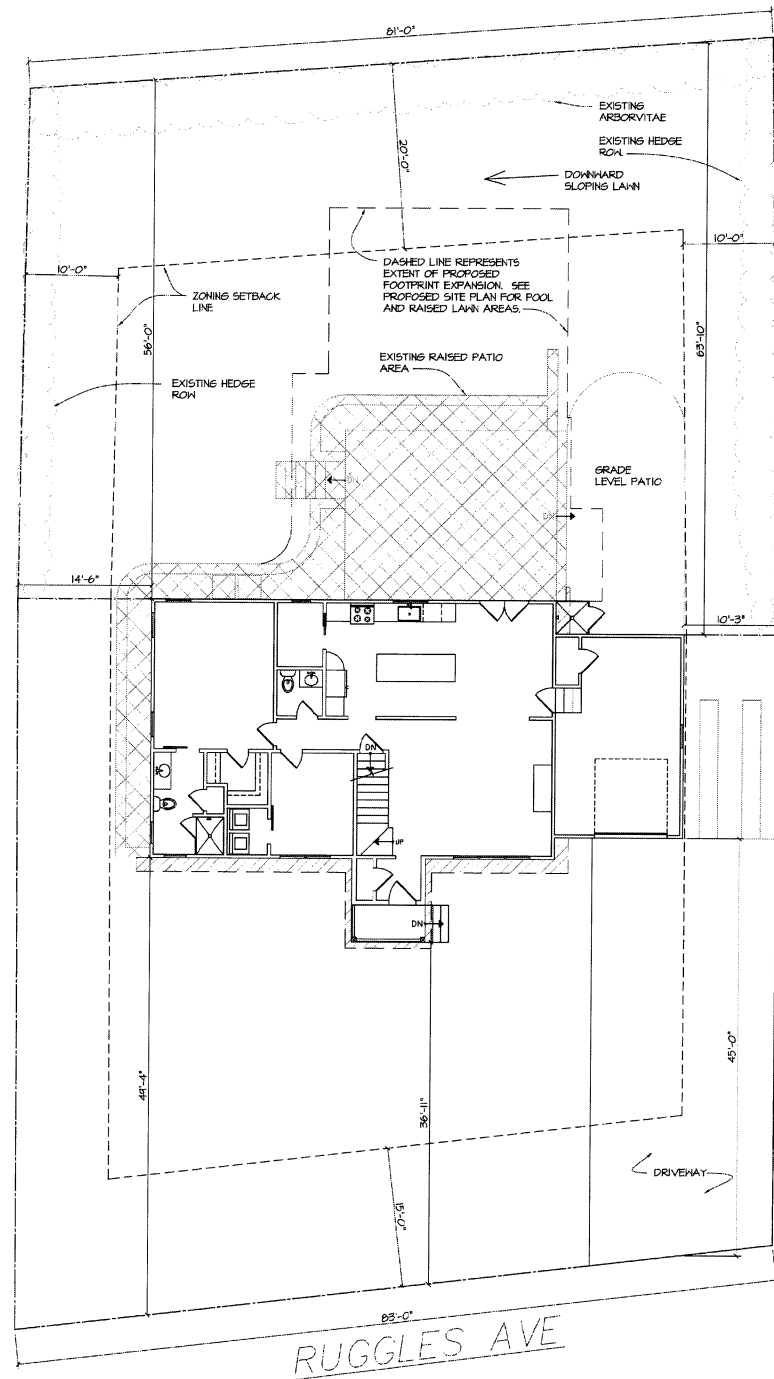 81'-0"
EXISTING
ARBORVITAE
EXISTING HEDGE
ROW
20'-0"
DOWNWARD
SLOPING LAWN
10'-0"
10'-0"
DASHED LINE REPRESENTS
EXTENT OF PROPOSED
FOOTPRINT EXPANSION. SEE
PROPOSED SITE PLAN FOR POOL
AND RAISED LAWN AREAS.
ZONING SETBACK
LINE
56'-0"
63'-10"
EXISTING RAISED PATIO
AREA
EXISTING HEDGE
ROW
GRADE
LEVEL PATIO
DN
DN
14'-6"
10'-3"
DN
UP
DN
49'-4"
36'-11"
45'-0"
DRIVEWAY
15'-0"
83'-0"
RUGGLES AVE